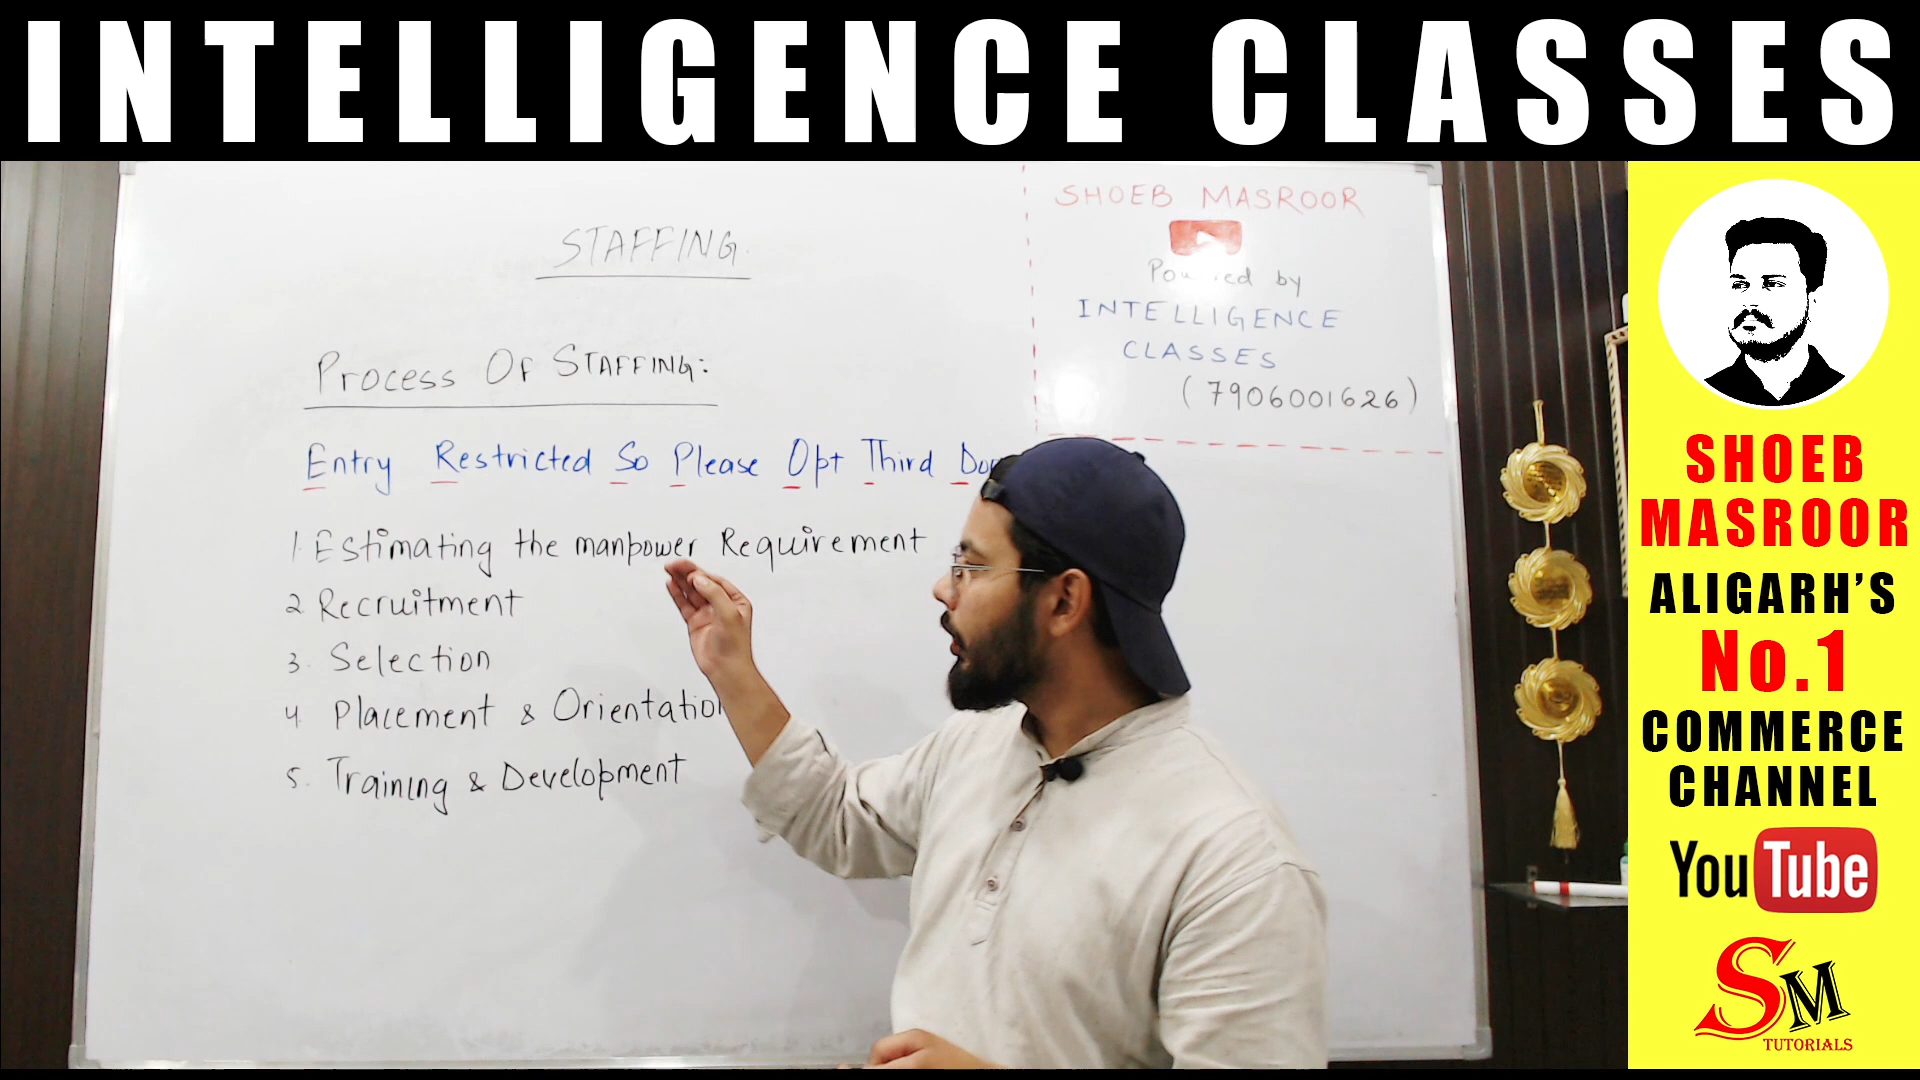 INTELLIGENCE CLASSES
STAFFING.
PROCESS OF STAFFING:
Entry Restricted So Please Opt Third
1. Estimating the manpower Requirement
2. Recruitment
3. Selection
4. Placement & Orientation
5. Training & Development
SHOEB MASROOR
by
INTELLIGENCE
CLASSES
(7906001626)
SHOEB
MASROOR
ALIGARH'S
No.1
COMMERCE
CHANNEL
YouTube
SM
TUTORIALS